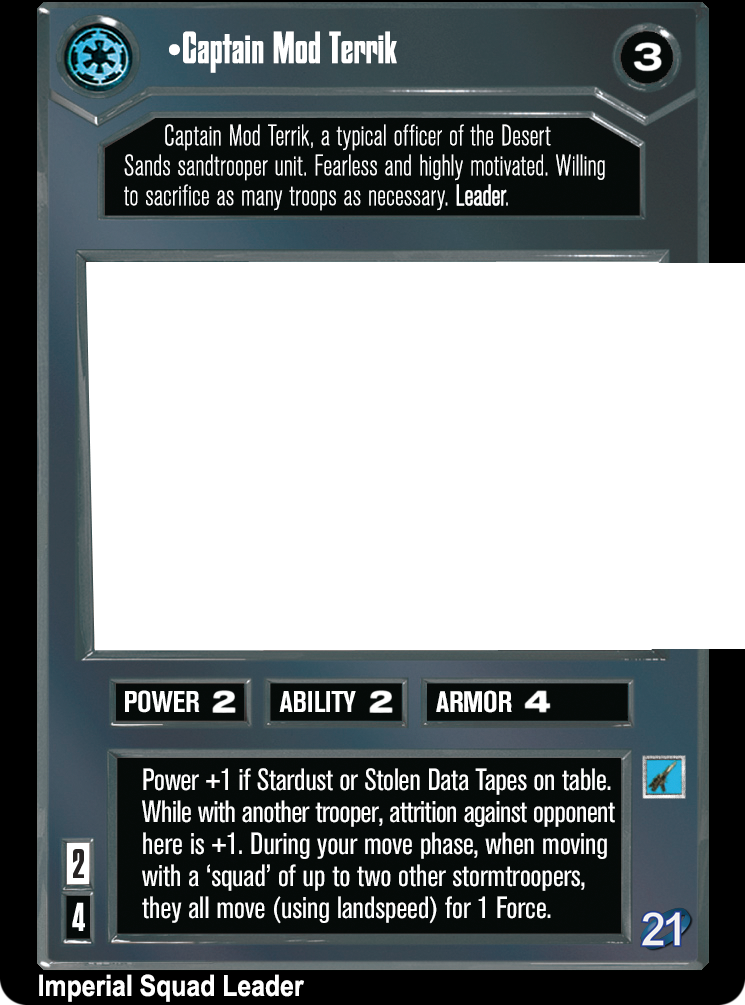 •Captain Mod Terrik
3
Captain Mod Terrik, a typical officer of the Desert
Sands sandtrooper unit. Fearless and highly motivated. Willing
to sacrifice as many troops as necessary. Leader.
POWER 2 ABILITY 2 ARMOR 4
Power +1 if Stardust or Stolen Data Tapes on table.
While with another trooper, attrition against opponent
here is +1. During your move phase, when moving
with a ‘squad’ of up to two other stormtroopers,
they all move (using landspeed) for 1 Force.
2
4
21
Imperial Squad Leader